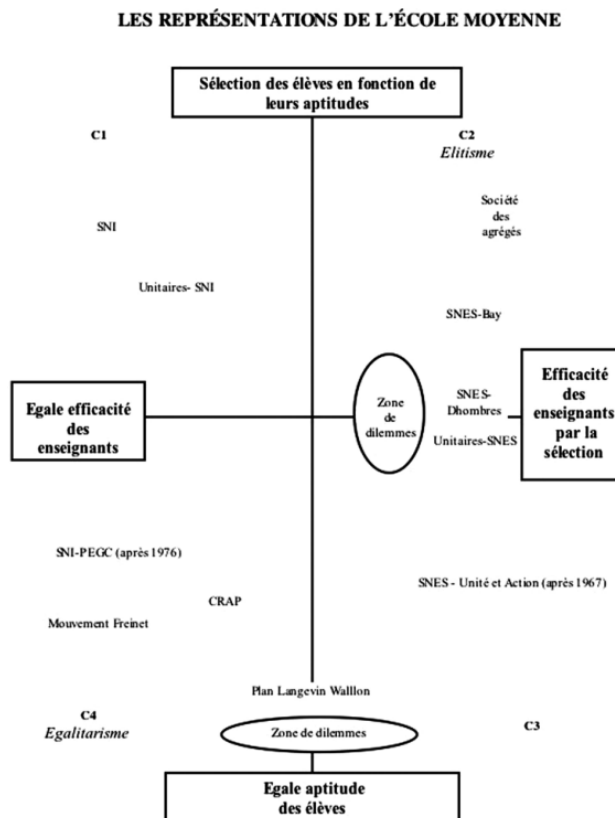 LES REPRÉSENTATIONS DE L'ÉCOLE MOYENNE
Sélection des élèves en fonction de
leurs aptitudes
C1
C2
Elitisme
Société
des
agrégés
SNI
Unitaires- SNI
SNES-Bay
Egale efficacité
des
enseignants
Zone
de
dilemmes
SNES-
Dhombres
Unitaires-SNES
Efficacité
des
enseignants
par la
sélection
SNI-PEGC (après 1976)
SNES - Unité et Action (après 1967)
CRAP
Mouvement Freinet
Plan Langevin Walllon
C4
Egalitarisme
Zone de dilemmes
C3
Egale aptitude
des élèves